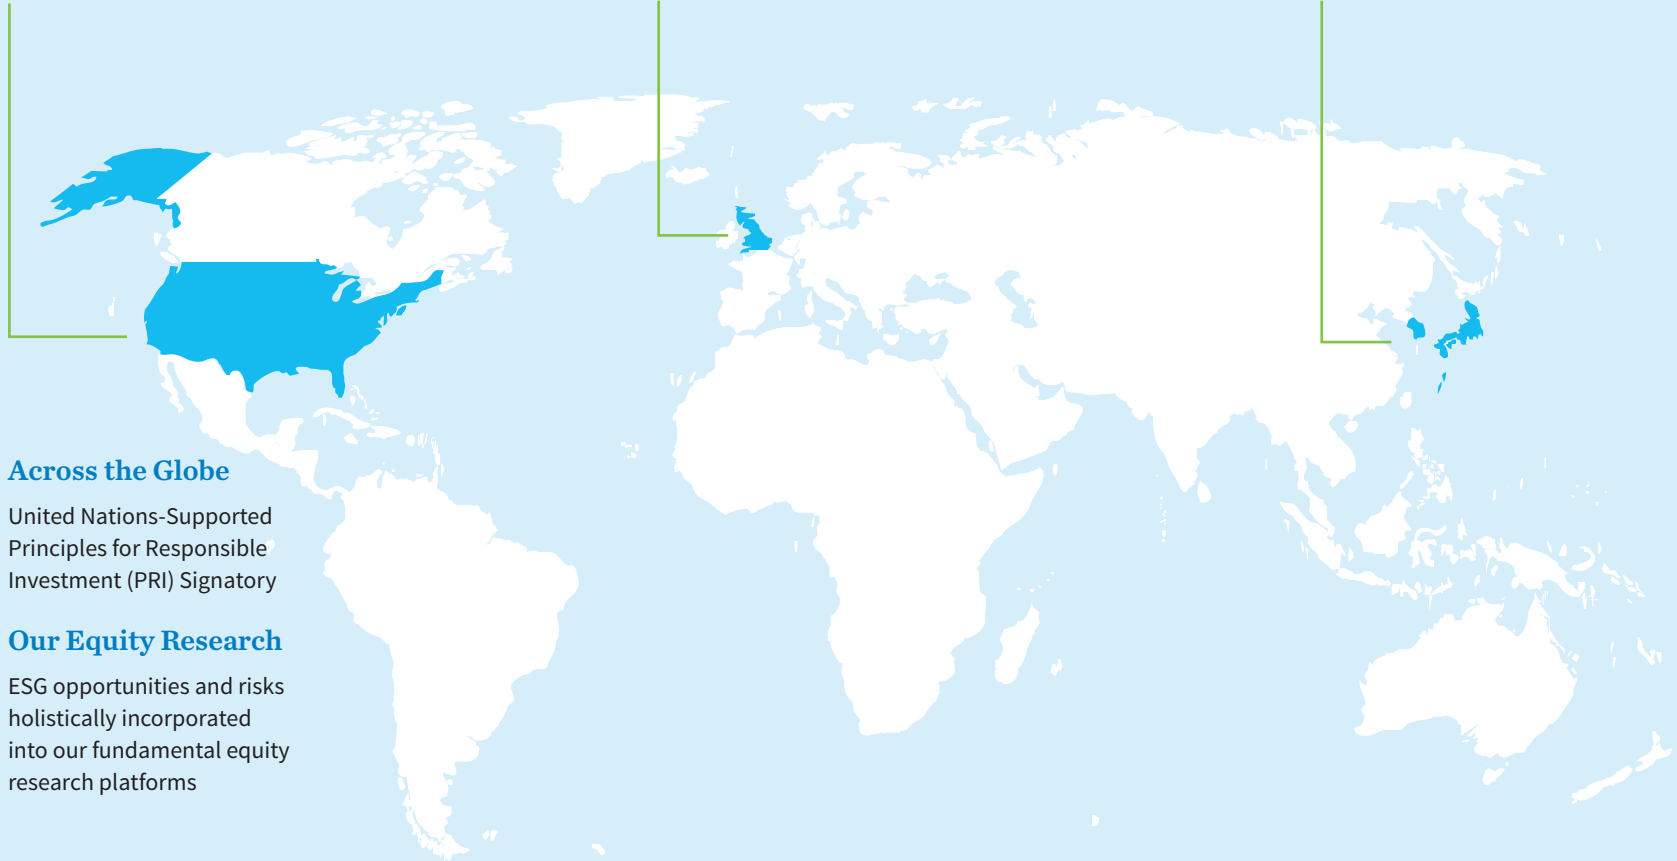 Across the Globe
United Nations-Supported
Principles for Responsible
Investment (PRI) Signatory
Our Equity Research
ESG opportunities and risks
holistically incorporated
into our fundamental equity
research platforms